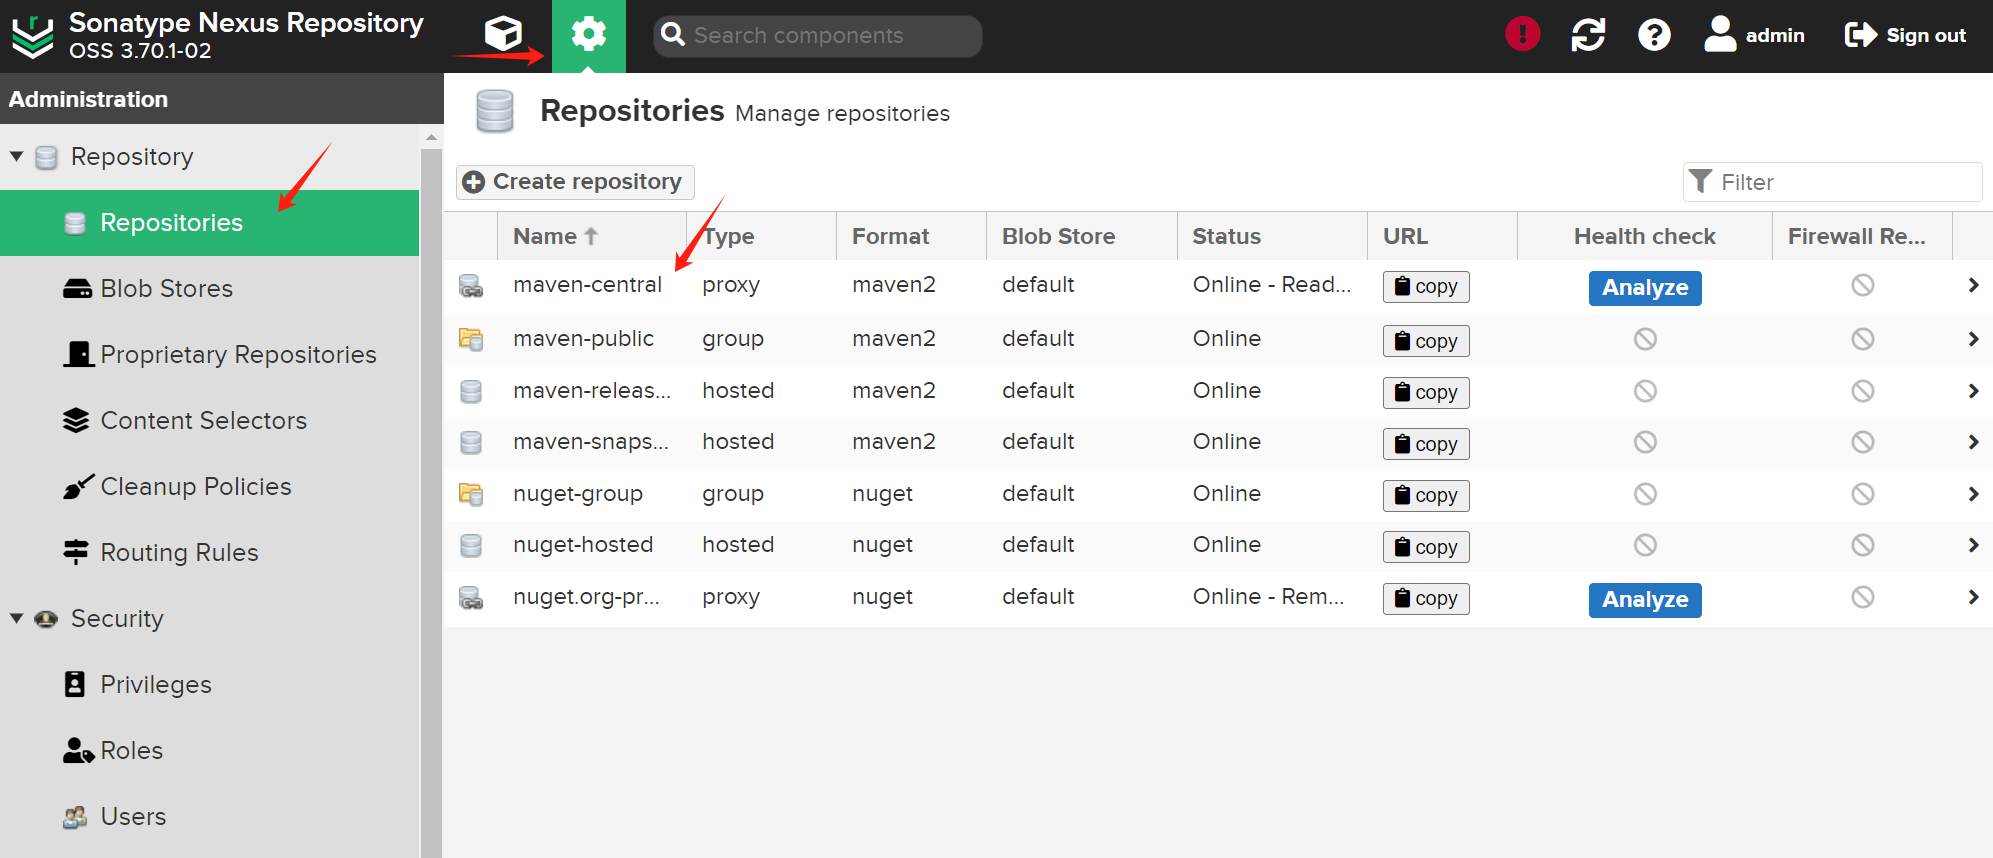 Sonatype Nexus Repository
OSS 3.70.1-02
Search components
admin
Sign out
Administration
Repository
Repositories
Blob Stores
Proprietary Repositories
Content Selectors
Cleanup Policies
Routing Rules
Security
Privileges
Roles
Users
Repositories Manage repositories
Create repository
Filter
Name Type Format Blob Store Status URL Health check Firewall Re...
maven-central proxy maven2 default Online - Read... copy Analyze
maven-public group maven2 default Online copy
maven-releas... hosted maven2 default Online copy
maven-snaps... hosted maven2 default Online copy
nuget-group group nuget default Online copy
nuget-hosted hosted nuget default Online copy
nuget.org-pr... proxy nuget default Online - Rem... copy Analyze